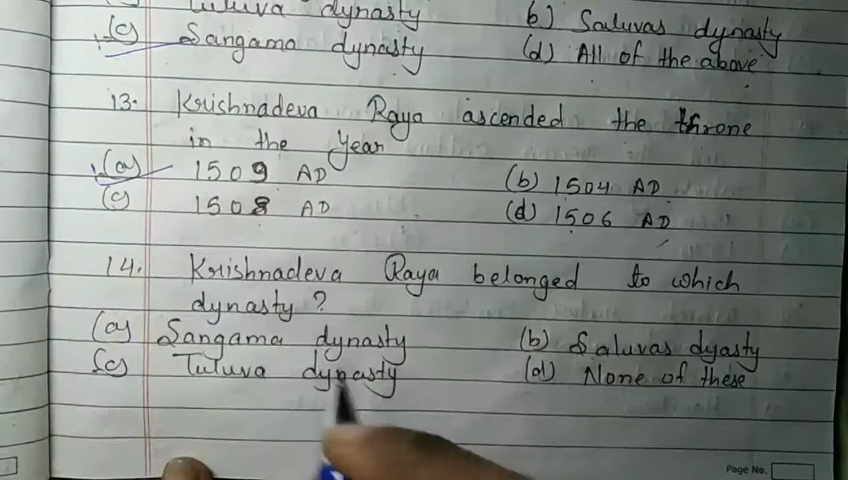 Tuluva dynasty (b) Saluvas dynasty
(c) Sangama dynasty (d) All of the above
13. Krishnadeva Raya ascended the throne
in the year
(a) 1509 AD (b) 1504 AD
(c) 1508 AD (d) 1506 AD
14. Krishnadeva Raya belonged to which
dynasty ?
(a) Sangama dynasty (b) Saluvas dyasty
(c) Tuluva dynasty (d) None of these
Page No.